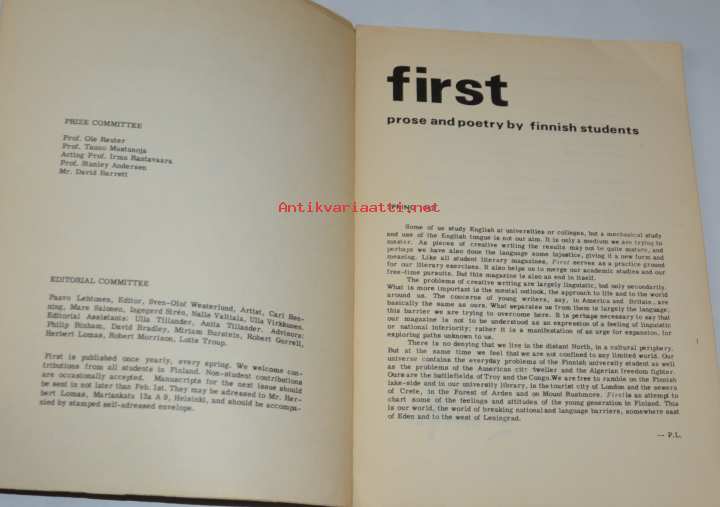 PRIZE COMMITTEE
Prof. Ole Reuter
Prof. Tauno Mustanoja
Acting Prof. Irma Rantavaara
Prof. Stanley Andersen
Mr. David Barrett
EDITORIAL COMMITTEE
Paavo Lehtonen, Editor, Sven-Olof Westerlund, Artist, Carl Hen-
ning, Mare Salonen, Ingegerd Sirén, Nalle Valtiala, Ulla Virkkunen.
Editorial Assistants: Ulla Tillander, Anita Tillander. Advisors:
Philip Binham, David Bradley, Miriam Burstein, Robert Gorrell,
Herbert Lomas, Robert Morrison, Lotte Troup.
First is published once yearly, every spring. We welcome con-
tributions from all students in Finland. Non-student contributions
are occasionally accepted. Manuscripts for the next issue should
be sent in not later than Feb. 1st. They may be adressed to Mr. Her-
bert Lomas, Mariankatu 13a A 9, Helsinki, and should be accompa-
nied by stamped self-adressed envelope.
first
prose and poetry by finnish students
Antikvariaatti.net
SPRING
Some of us study English at universities or colleges, but a mechanical study
and use of the English tongue is not our aim. It is only a medium we are trying to
master. As pieces of creative writing the results may not be quite mature, and
perhaps we have also done the language some injustice, giving it a new form and
meaning. Like all student literary magazines, First serves as a practice ground
for our literary exercises. It also helps us to merge our academic studies and our
free-time pursuits. But this magazine is also an end in itself.
The problems of creative writing are largely linguistic, but only secondarily.
What is more important is the mental outlook, the approach to life and to the world
around us. The concerns of young writers, say, in America and Britain are
basically the same as ours. What separates us from them is largely the language,
this barrier we are trying to overcome here. It is perhaps necessary to say that
our magazine is not to be understood as an expression of a feeling of linguistic
or national inferiority; rather it is a manifestation of an urge for expansion, for
exploring paths unknown to us.
There is no denying that we live in the distant North, in a cultural periphery.
But at the same time we feel that we are not confined to any limited world. Our
universe contains the everyday problems of the Finnish university student as well
as the problems of the American city dweller and the Algerian freedom fighter.
Ours are the battlefields of Troy and the Congo. We are free to ramble on the Finnish
lake-side and in our university library, in the tourist city of London and the sewers
of Crete, in the Forest of Arden and on Mount Rushmore. First is an attempt to
chart some of the feelings and attitudes of the young generation in Finland. This
is our world, the world of breaking national and language barriers, somewhere east
of Eden and to the west of Leningrad.
-- P.L.